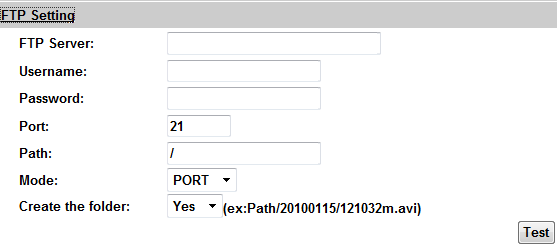 FTP Setting
FTP Server:
Username:
Password:
Port: 21
Path: /
Mode: PORT
Create the folder: Yes (ex:Path/20100115/121032m.avi)
Test